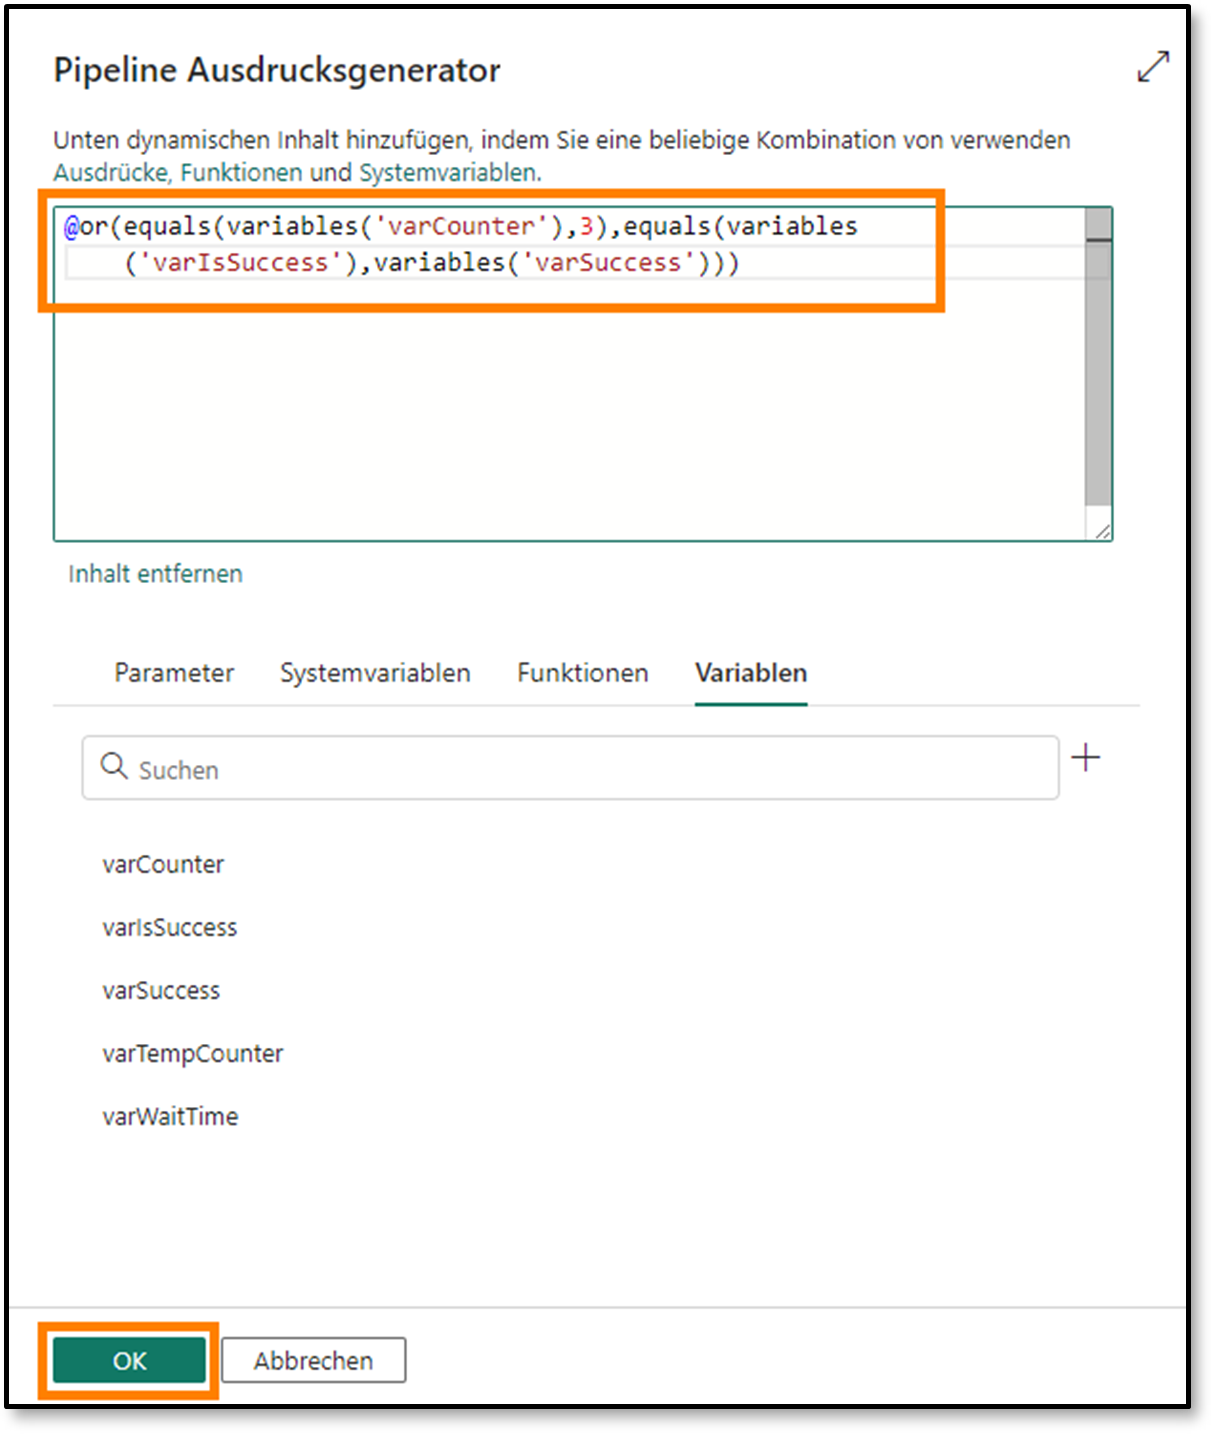 Pipeline Ausdrucksgenerator
Unten dynamischen Inhalt hinzufügen, indem Sie eine beliebige Kombination von verwenden
Ausdrücke, Funktionen und Systemvariablen.
@or(equals(variables('varCounter'),3),equals(variables
('varIsSuccess'),variables('varSuccess')))
Inhalt entfernen
Parameter Systemvariablen Funktionen Variablen
Suchen
varCounter
varIsSuccess
varSuccess
varTempCounter
varWaitTime
OK Abbrechen